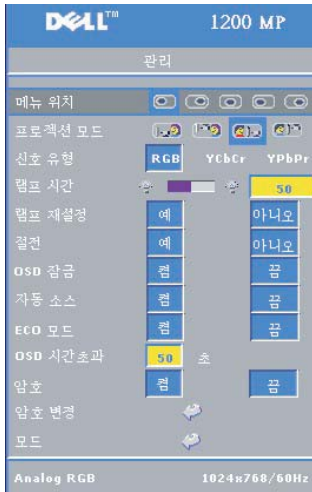 DELL™ 1200 MP
관리
메뉴 위치
프로젝션 모드
신호 유형 RGB YCbCr YPbPr
램프 시간 50
램프 재설정 예 아니오
절전 예 아니오
OSD 잠금 켬 끔
자동 소스 켬 끔
ECO 모드 켬 끔
OSD 시간초과 50 초
암호 켬 끔
암호 변경
모드
Analog RGB 1024x768/60Hz